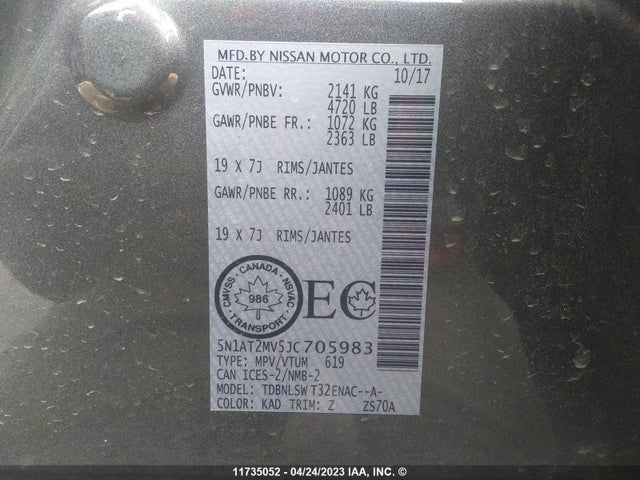 MFD.BY NISSAN MOTOR CO., LTD.
DATE: 10/17
GVWR/PNBV: 2141 KG
4720 LB
GAWR/PNBE FR.: 1072 KG
2363 LB
19 X 7J RIMS/JANTES
GAWR/PNBE RR.: 1089 KG
2401 LB
19 X 7J RIMS/JANTES
CMVSS · CANADA · NSVAC
986
TRANSPORT
EC
5N1AT2MV5JC705983
TYPE: MPV/VTUM 619
CAN ICES-2/NMB-2
MODEL: TDBNLSW T32ENAC--A-
COLOR: KAD TRIM: Z ZS70A
11735052 - 04/24/2023 IAA, INC. ©